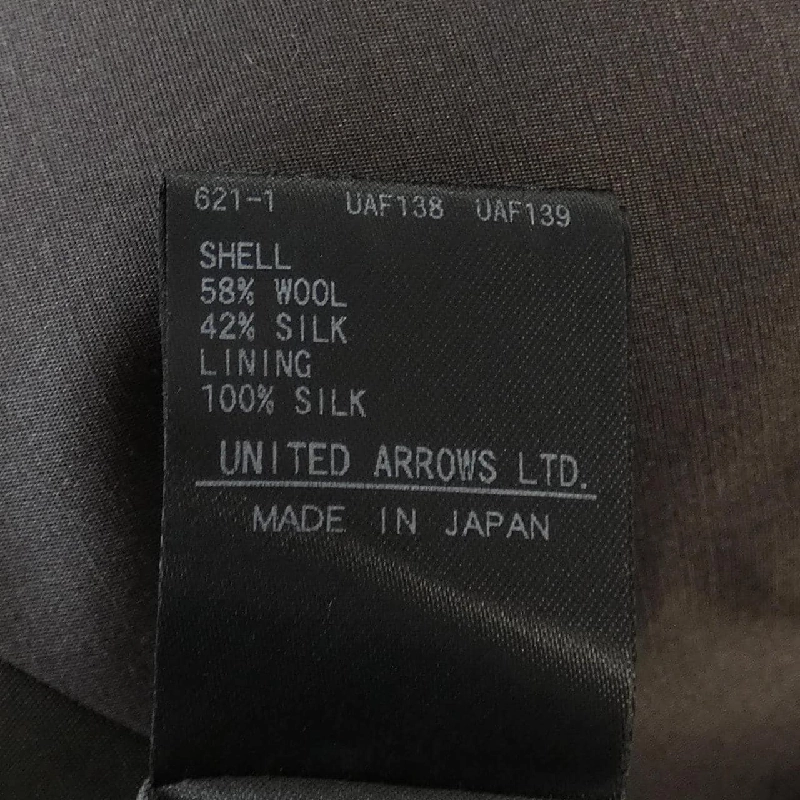 621-1 UAF138 UAF139
SHELL
58% WOOL
42% SILK
LINING
100% SILK
UNITED ARROWS LTD.
MADE IN JAPAN